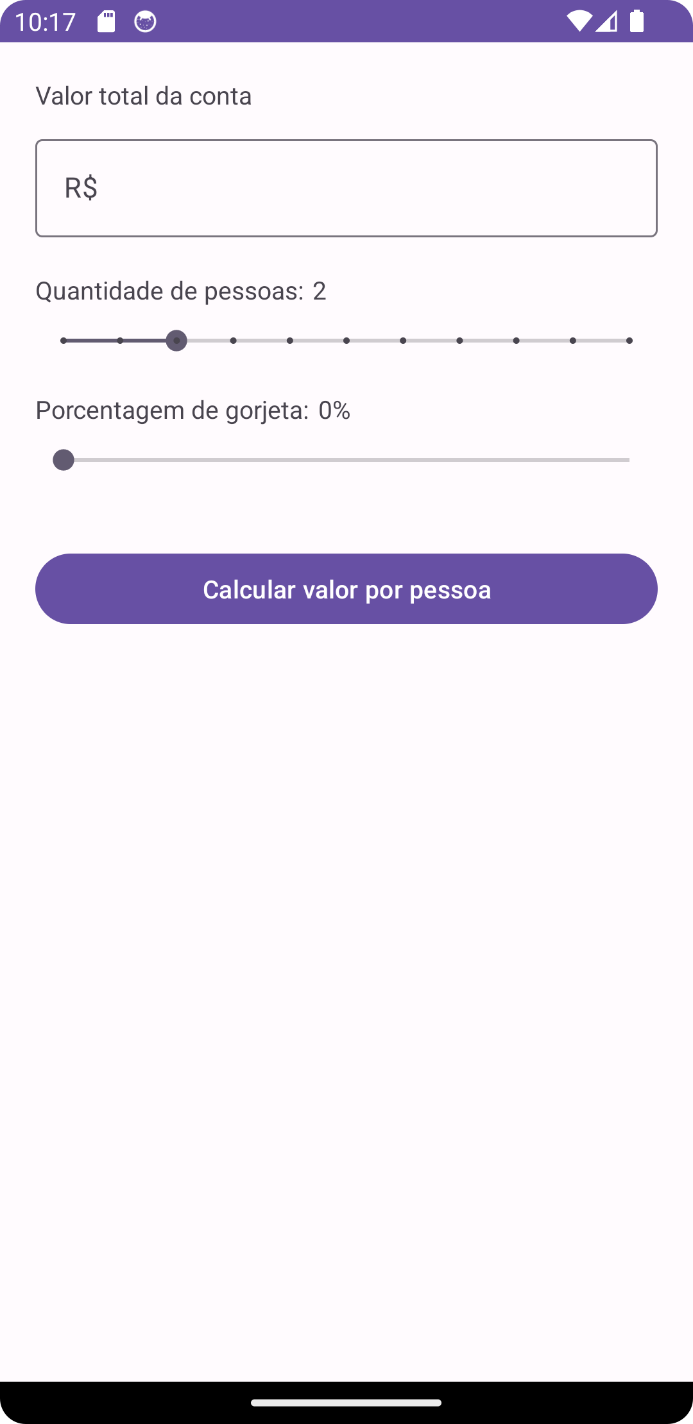 10:17
Valor total da conta
R$
Quantidade de pessoas: 2
Porcentagem de gorjeta: 0%
Calcular valor por pessoa